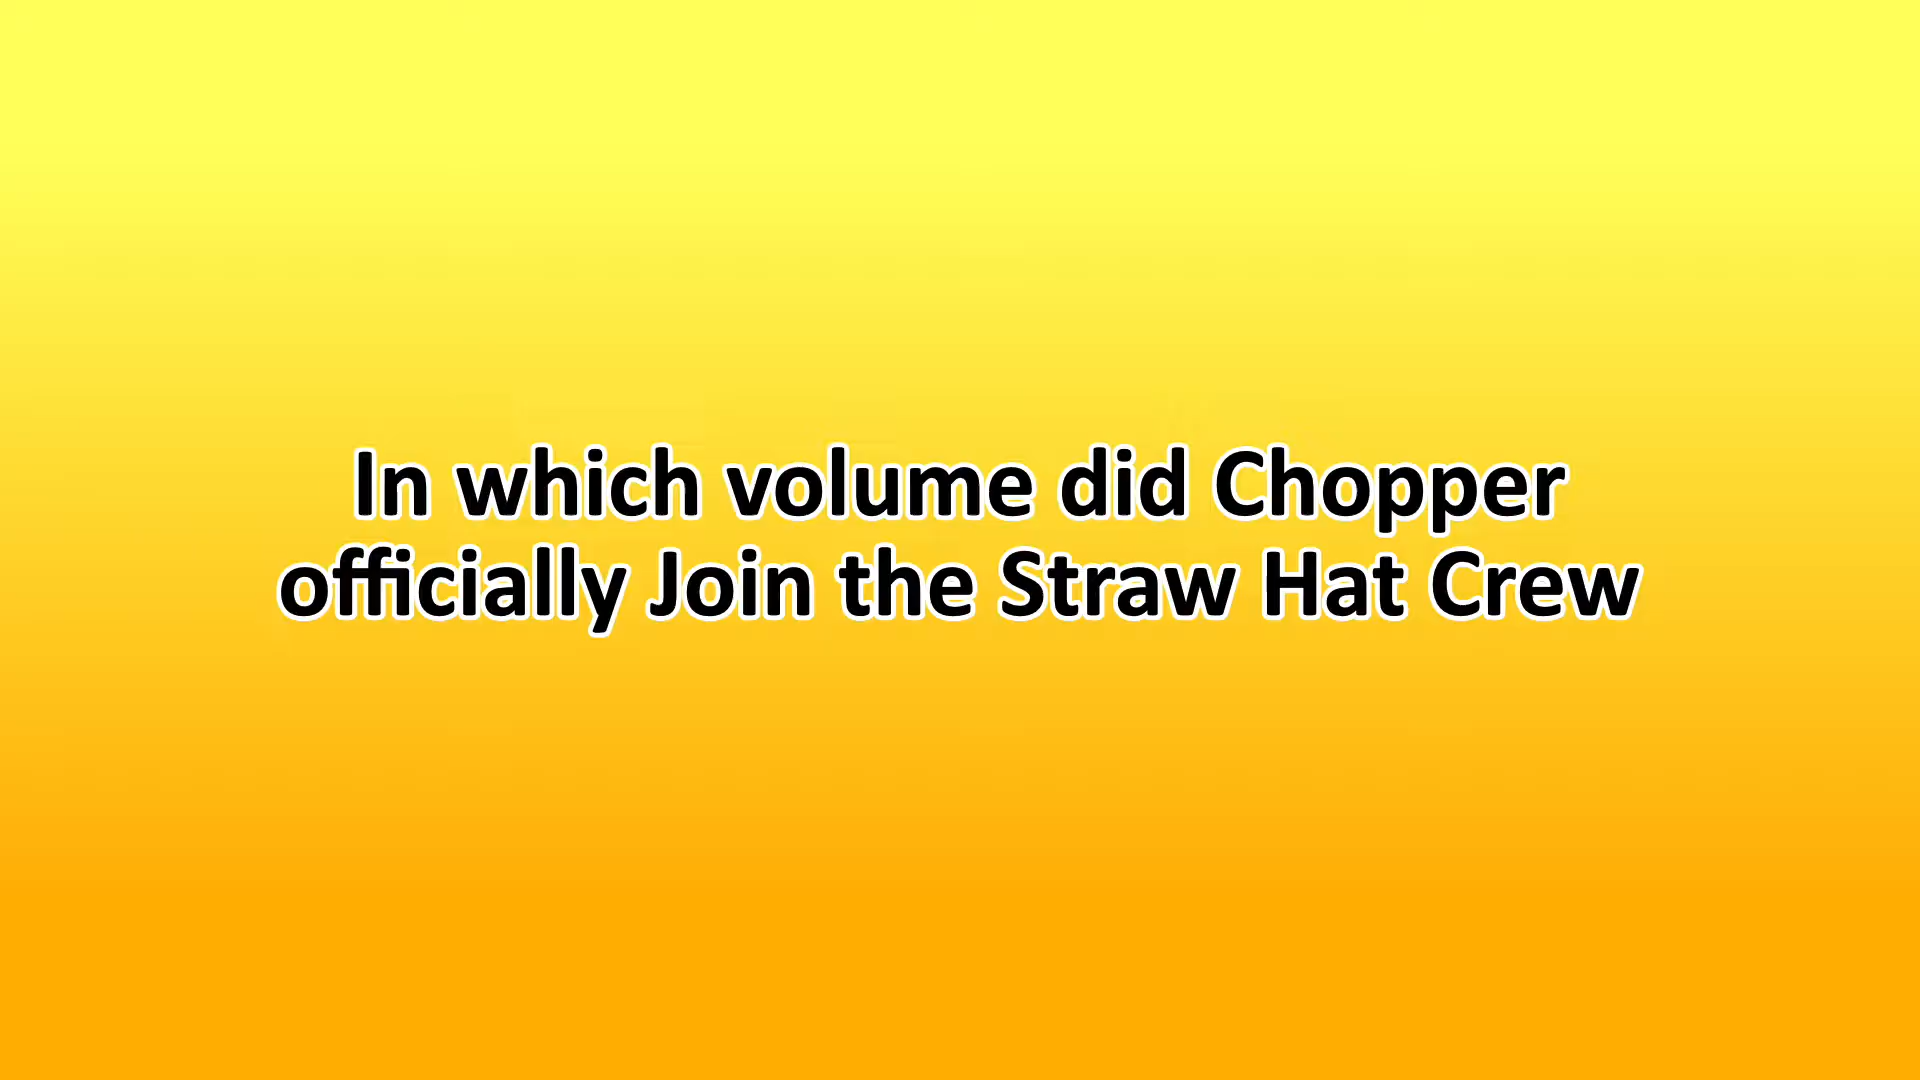 In which volume did Chopper
officially Join the Straw Hat Crew